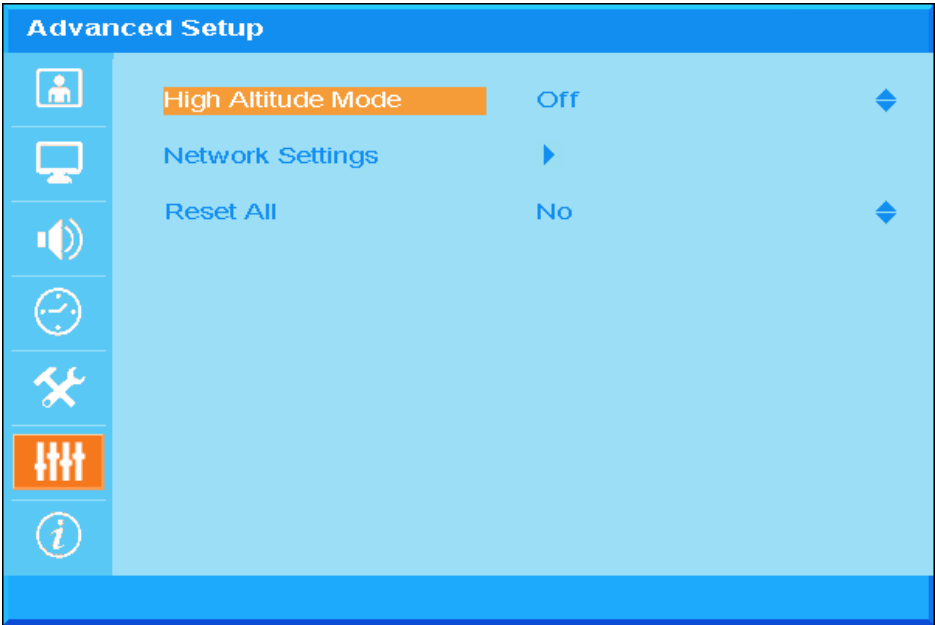 Advanced Setup
High Altitude Mode Off
Network Settings
Reset All No